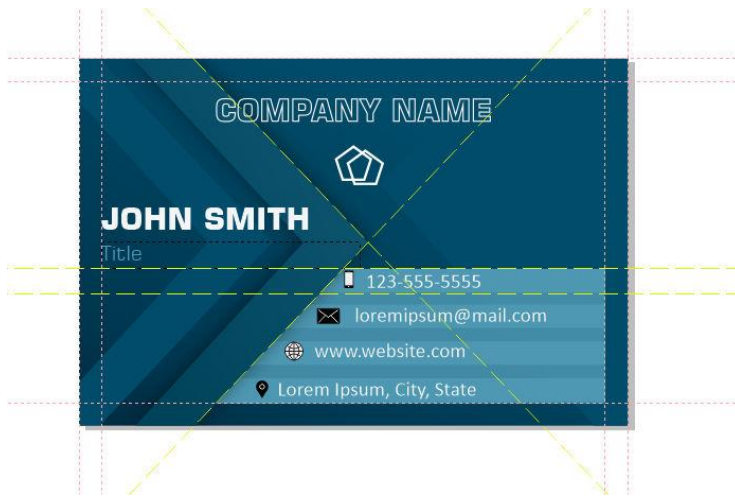 COMPANY NAME
JOHN SMITH
Title
123-555-5555
loremipsum@mail.com
www.website.com
Lorem Ipsum, City, State